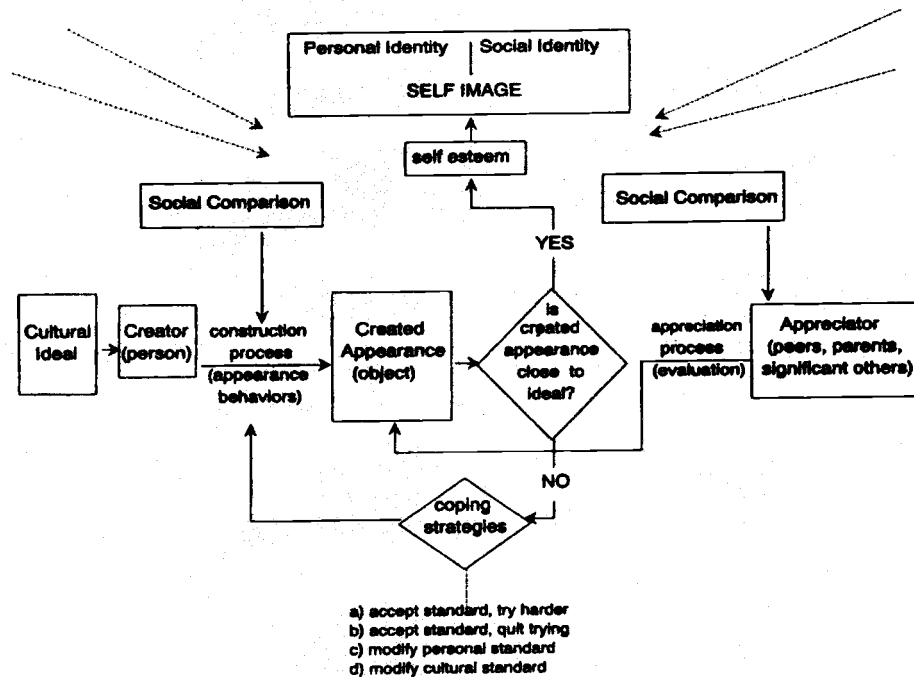 Personal Identity | Social Identity
SELF IMAGE
self esteem
Social Comparison
Social Comparison
YES
Cultural
Ideal
Creator
(person)
construction
process
(appearance
behaviors)
Created
Appearance
(object)
is
created
appearance
close to
ideal?
appreciation
process
(evaluation)
Appreciator
(peers, parents,
significant others)
NO
coping
strategies
a) accept standard, try harder
b) accept standard, quit trying
c) modify personal standard
d) modify cultural standard